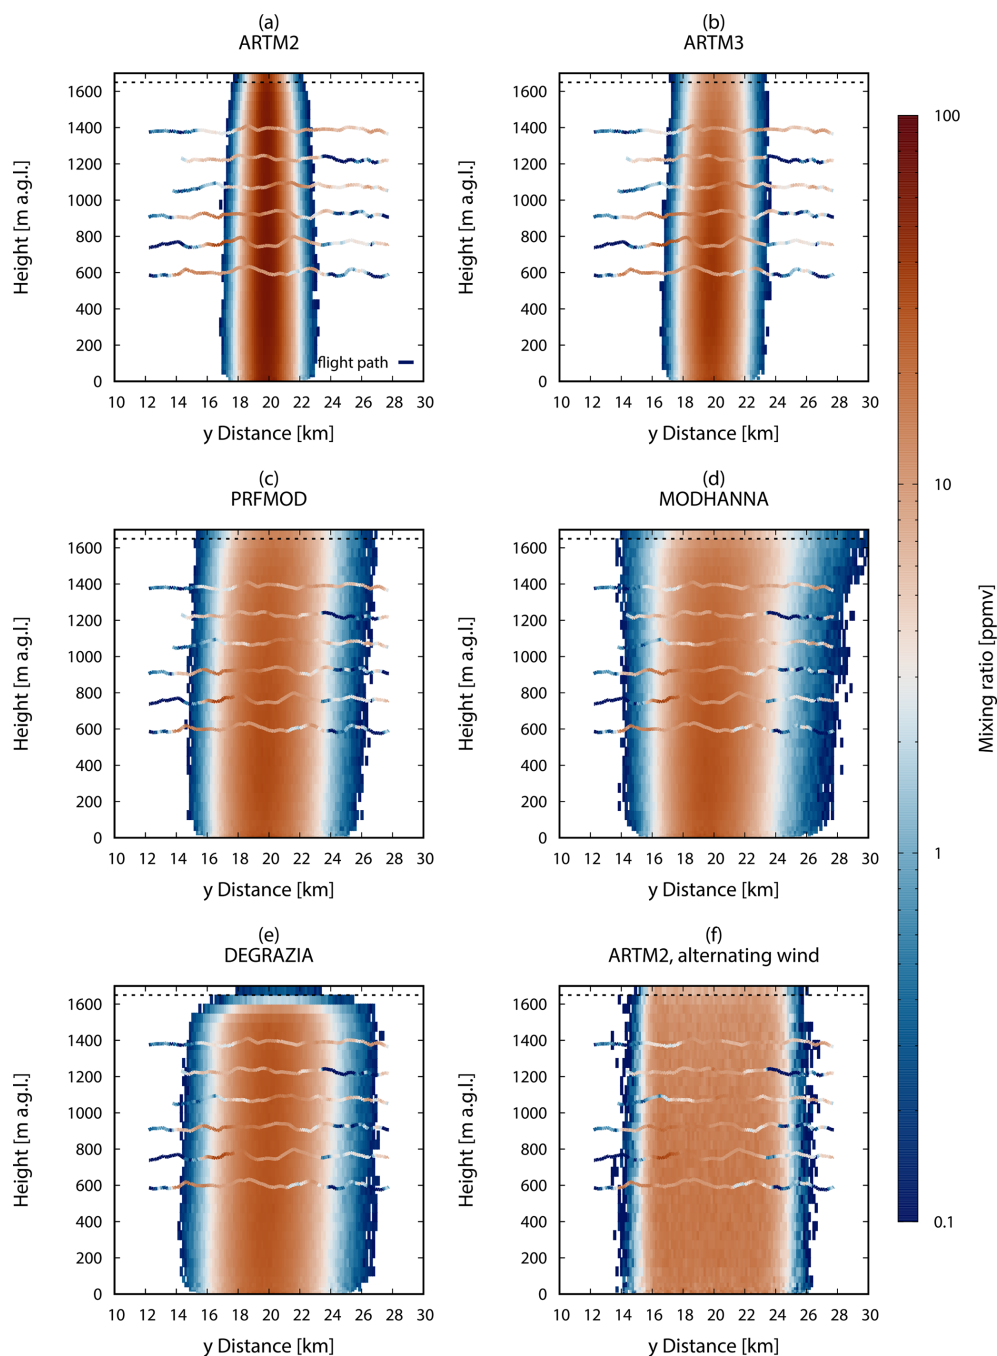 (a)
ARTM2
(b)
ARTM3
1600
1400
1200
1000
800
600
400
200
0
Height [m a.g.l.]
flight path
10 12 14 16 18 20 22 24 26 28 30
y Distance [km]
1600
1400
1200
1000
800
600
400
200
0
Height [m a.g.l.]
10 12 14 16 18 20 22 24 26 28 30
y Distance [km]
(c)
PRFMOD
(d)
MODHANNA
1600
1400
1200
1000
800
600
400
200
0
Height [m a.g.l.]
10 12 14 16 18 20 22 24 26 28 30
y Distance [km]
1600
1400
1200
1000
800
600
400
200
0
Height [m a.g.l.]
10 12 14 16 18 20 22 24 26 28 30
y Distance [km]
(e)
DEGRAZIA
(f)
ARTM2, alternating wind
1600
1400
1200
1000
800
600
400
200
0
Height [m a.g.l.]
10 12 14 16 18 20 22 24 26 28 30
y Distance [km]
1600
1400
1200
1000
800
600
400
200
0
Height [m a.g.l.]
10 12 14 16 18 20 22 24 26 28 30
y Distance [km]
100
10
1
0.1
Mixing ratio [ppmv]